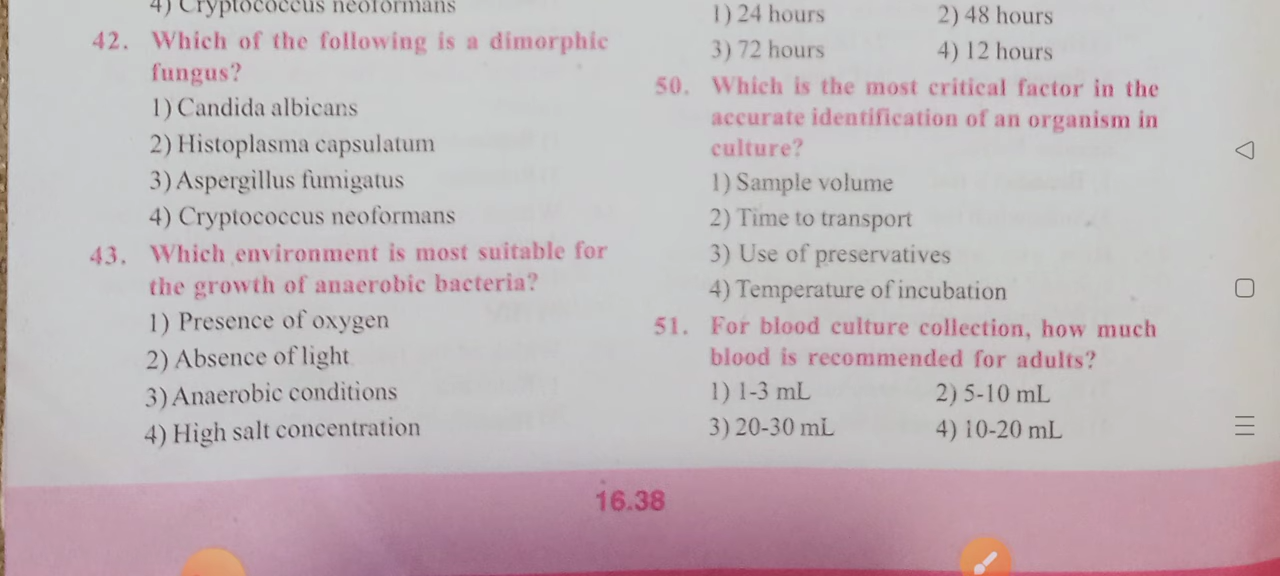 4) Cryptococcus neoformans
42. Which of the following is a dimorphic
fungus?
1) Candida albicans
2) Histoplasma capsulatum
3) Aspergillus fumigatus
4) Cryptococcus neoformans
43. Which environment is most suitable for
the growth of anaerobic bacteria?
1) Presence of oxygen
2) Absence of light
3) Anaerobic conditions
4) High salt concentration
1) 24 hours 2) 48 hours
3) 72 hours 4) 12 hours
50. Which is the most critical factor in the
accurate identification of an organism in
culture?
1) Sample volume
2) Time to transport
3) Use of preservatives
4) Temperature of incubation
51. For blood culture collection, how much
blood is recommended for adults?
1) 1-3 mL 2) 5-10 mL
3) 20-30 mL 4) 10-20 mL
16.38